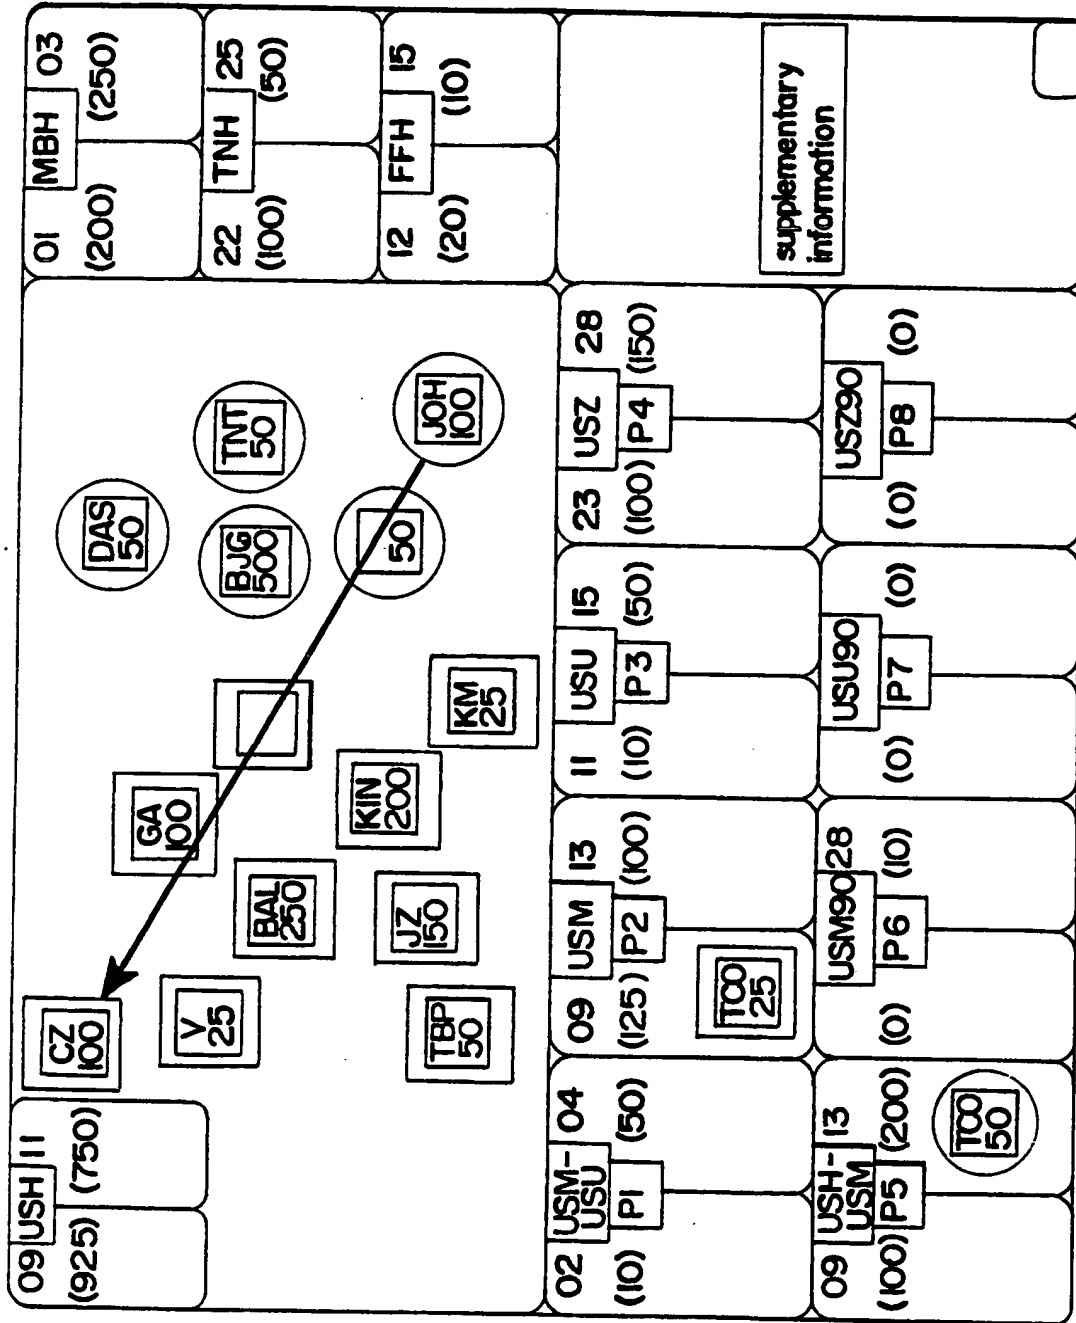 09 USH 11
(925) (750)
01 MBH 03
(200) (250)
22 TNH 25
(100) (50)
12 FFH 15
(20) (10)
CZ
100
V
25
TBP
50
GA
100
BAL
250
JZ
150
KIN
200
KM
25
DAS
50
BJG
500
TNT
50
50
JOH
100
02 USM-
USU 04
(10) P1 (50)
09 USM 13
(125) P2 (100)
TCO
25
11 USU 15
(10) P3 (50)
23 USZ 28
(100) P4 (150)
09 USH-
USM 13
(100) P5 (200)
TCO
50
USM90 28
(0) P6 (10)
USU90
(0) P7 (0)
USZ90
(0) P8 (0)
supplementary
information